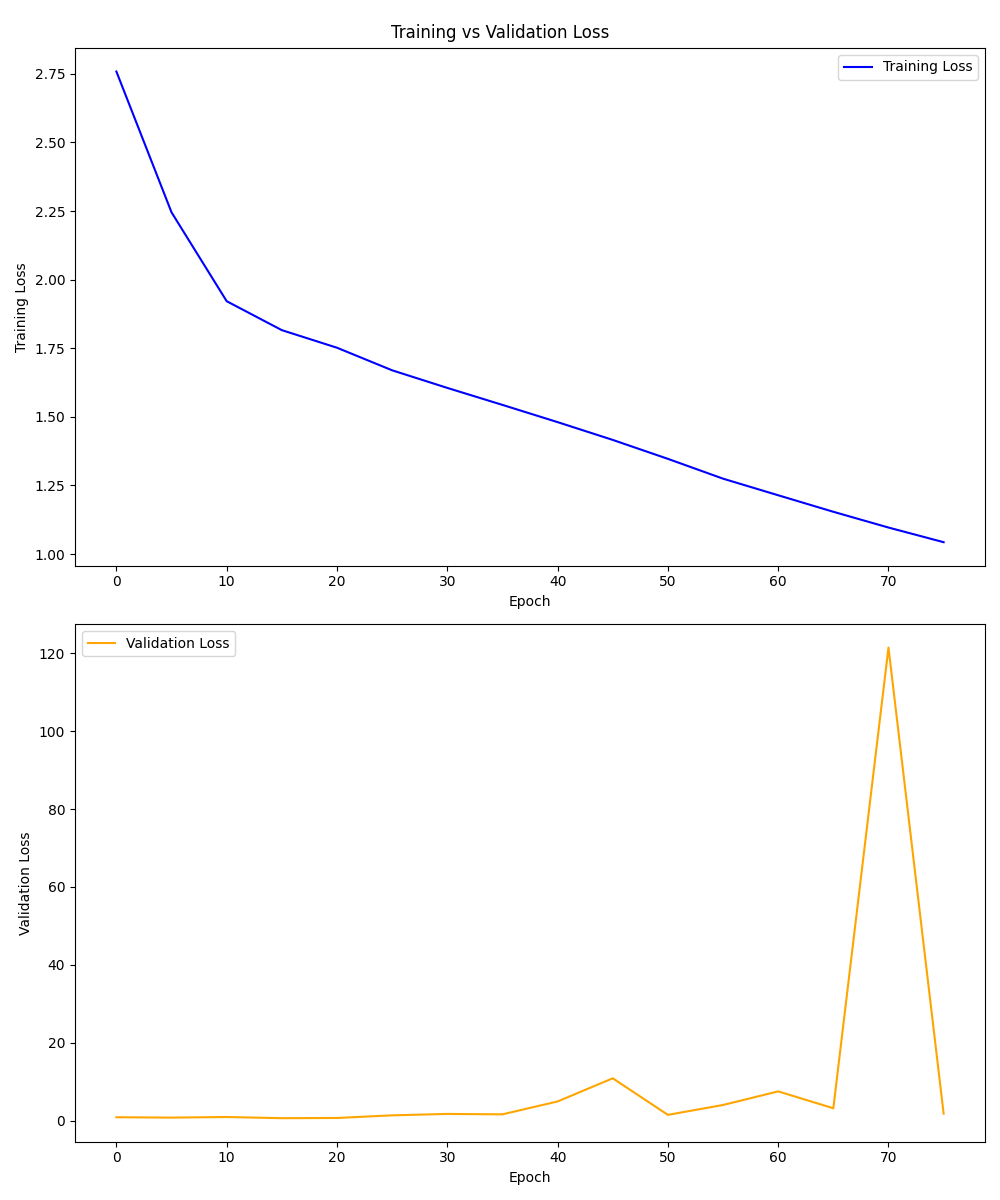 Training vs Validation Loss
Training Loss
2.75
2.50
2.25
2.00
1.75
1.50
1.25
1.00
Training Loss
0 10 20 30 40 50 60 70
Epoch
Validation Loss
120
100
80
60
40
20
0
Validation Loss
0 10 20 30 40 50 60 70
Epoch